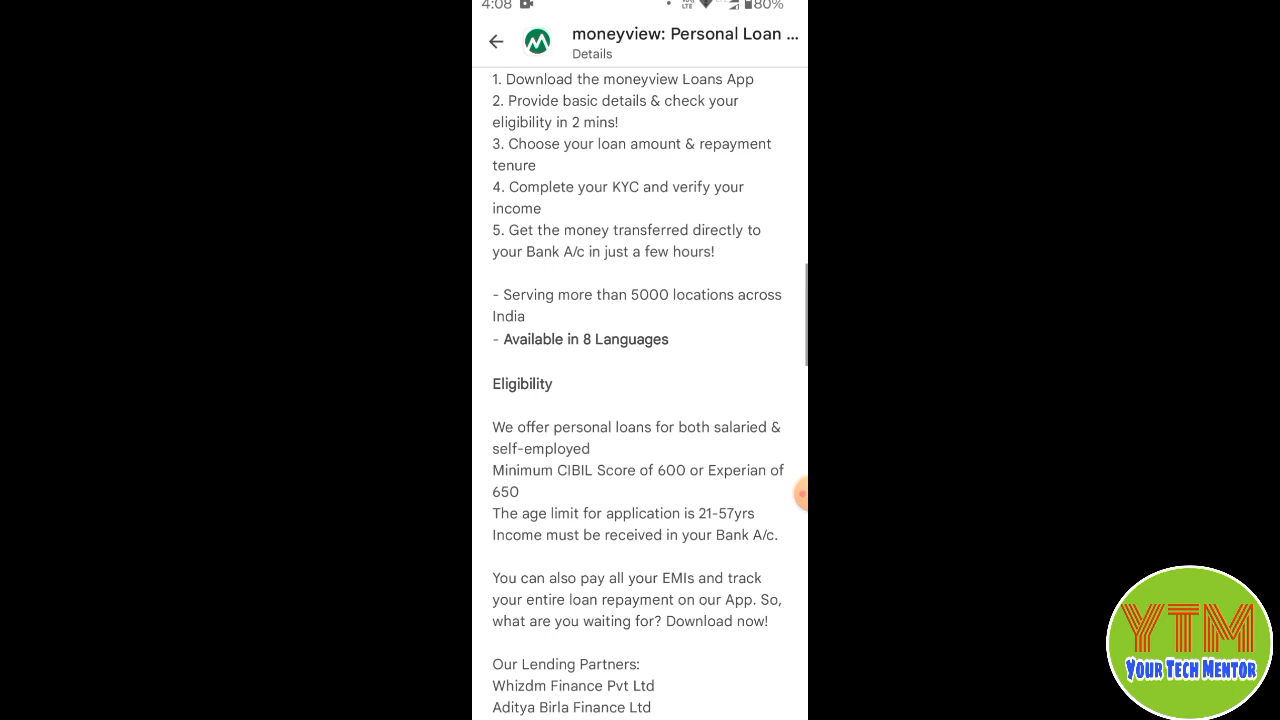 4:08
VoLTE
80%
moneyview: Personal Loan ...
Details
1. Download the moneyview Loans App
2. Provide basic details & check your
eligibility in 2 mins!
3. Choose your loan amount & repayment
tenure
4. Complete your KYC and verify your
income
5. Get the money transferred directly to
your Bank A/c in just a few hours!
- Serving more than 5000 locations across
India
- Available in 8 Languages
Eligibility
We offer personal loans for both salaried &
self-employed
Minimum CIBIL Score of 600 or Experian of
650
The age limit for application is 21-57yrs
Income must be received in your Bank A/c.
You can also pay all your EMIs and track
your entire loan repayment on our App. So,
what are you waiting for? Download now!
Our Lending Partners:
Whizdm Finance Pvt Ltd
Aditya Birla Finance Ltd
YTM
YOUR TECH MENTOR